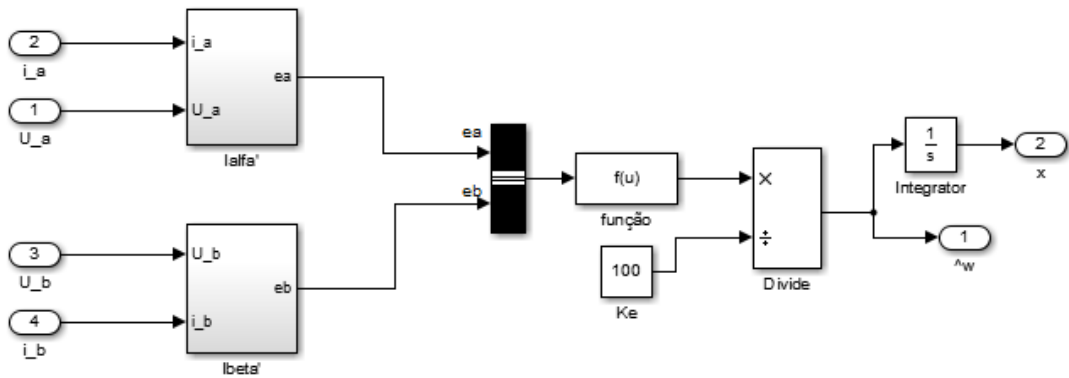 2
i_a
1
U_a
i_a
U_a
ea
Ialfa'
3
U_b
4
i_b
U_b
i_b
eb
Ibeta'
ea
eb
f(u)
função
100
Ke
×
÷
Divide
1
s
Integrator
2
x
1
^w